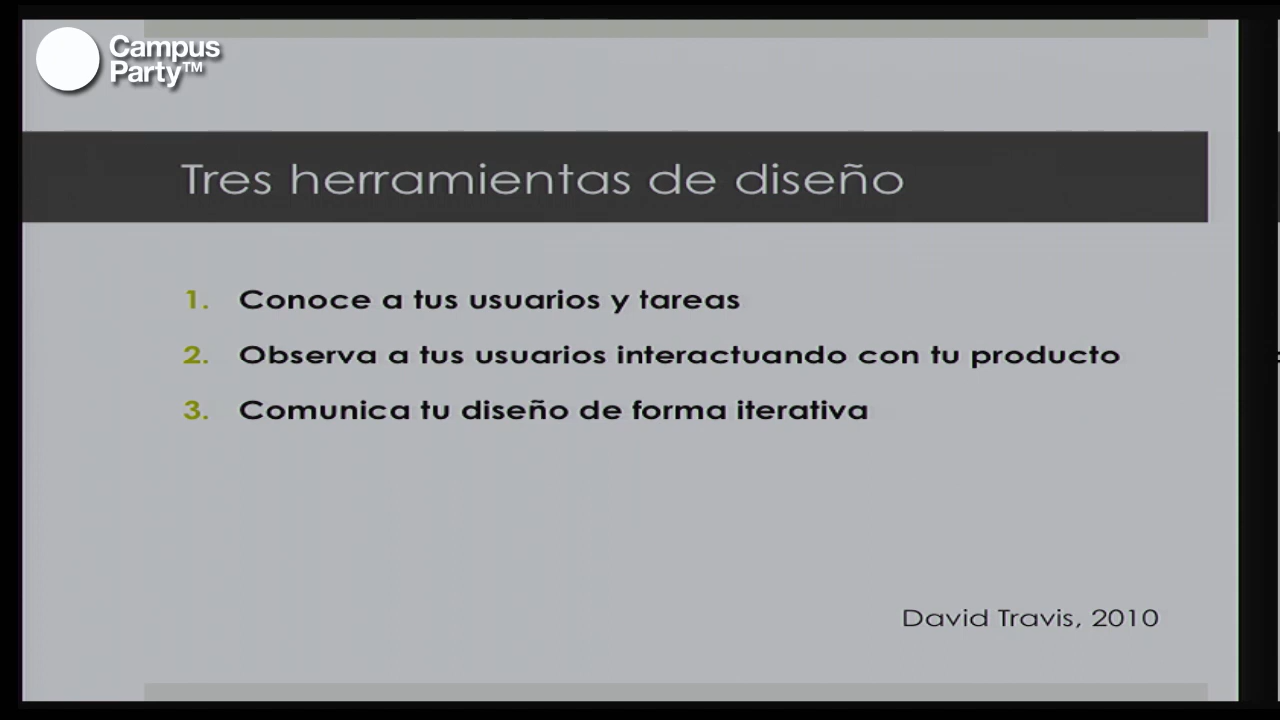 Campus
Party™
Tres herramientas de diseño
1. Conoce a tus usuarios y tareas
2. Observa a tus usuarios interactuando con tu producto
3. Comunica tu diseño de forma iterativa
David Travis, 2010